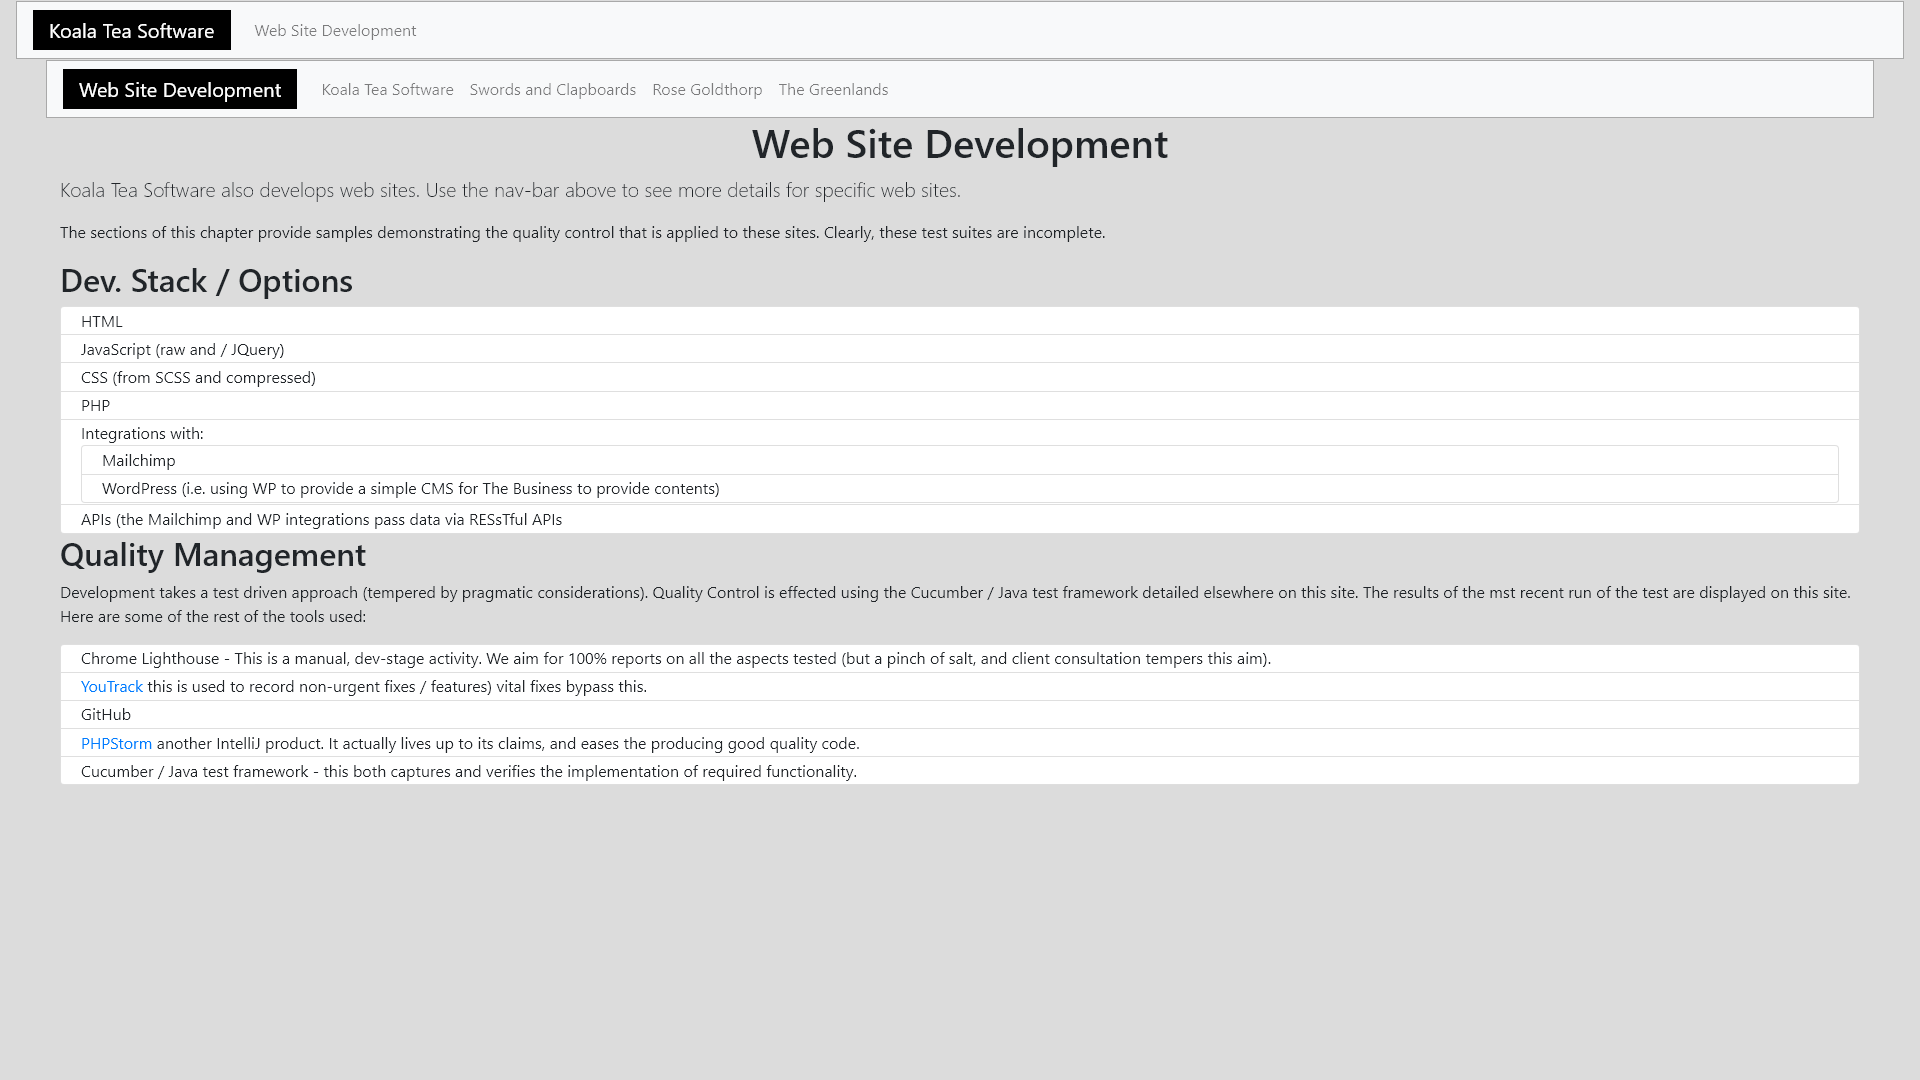 Koala Tea Software Web Site Development
Web Site Development Koala Tea Software Swords and Clapboards Rose Goldthorp The Greenlands
Web Site Development
Koala Tea Software also develops web sites. Use the nav-bar above to see more details for specific web sites.
The sections of this chapter provide samples demonstrating the quality control that is applied to these sites. Clearly, these test suites are incomplete.
Dev. Stack / Options
HTML
JavaScript (raw and / JQuery)
CSS (from SCSS and compressed)
PHP
Integrations with:
Mailchimp
WordPress (i.e. using WP to provide a simple CMS for The Business to provide contents)
APIs (the Mailchimp and WP integrations pass data via RESsTful APIs
Quality Management
Development takes a test driven approach (tempered by pragmatic considerations). Quality Control is effected using the Cucumber / Java test framework detailed elsewhere on this site. The results of the mst recent run of the test are displayed on this site.
Here are some of the rest of the tools used:
Chrome Lighthouse - This is a manual, dev-stage activity. We aim for 100% reports on all the aspects tested (but a pinch of salt, and client consultation tempers this aim).
YouTrack this is used to record non-urgent fixes / features) vital fixes bypass this.
GitHub
PHPStorm another IntelliJ product. It actually lives up to its claims, and eases the producing good quality code.
Cucumber / Java test framework - this both captures and verifies the implementation of required functionality.